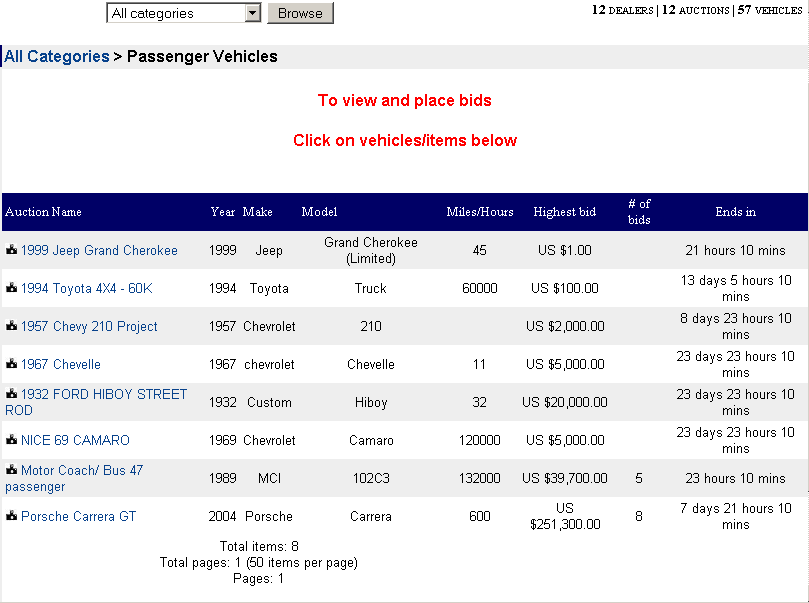 All categories Browse 12 DEALERS | 12 AUCTIONS | 57 VEHICLES
All Categories > Passenger Vehicles
To view and place bids
Click on vehicles/items below
Auction Name Year Make Model Miles/Hours Highest bid # of bids Ends in
1999 Jeep Grand Cherokee 1999 Jeep Grand Cherokee (Limited) 45 US $1.00 21 hours 10 mins
1994 Toyota 4X4 - 60K 1994 Toyota Truck 60000 US $100.00 13 days 5 hours 10 mins
1957 Chevy 210 Project 1957 Chevrolet 210 US $2,000.00 8 days 23 hours 10 mins
1967 Chevelle 1967 chevrolet Chevelle 11 US $5,000.00 23 days 23 hours 10 mins
1932 FORD HIBOY STREET ROD 1932 Custom Hiboy 32 US $20,000.00 23 days 23 hours 10 mins
NICE 69 CAMARO 1969 Chevrolet Camaro 120000 US $5,000.00 23 days 23 hours 10 mins
Motor Coach/ Bus 47 passenger 1989 MCI 102C3 132000 US $39,700.00 5 23 hours 10 mins
Porsche Carrera GT 2004 Porsche Carrera 600 US $251,300.00 8 7 days 21 hours 10 mins
Total items: 8
Total pages: 1 (50 items per page)
Pages: 1